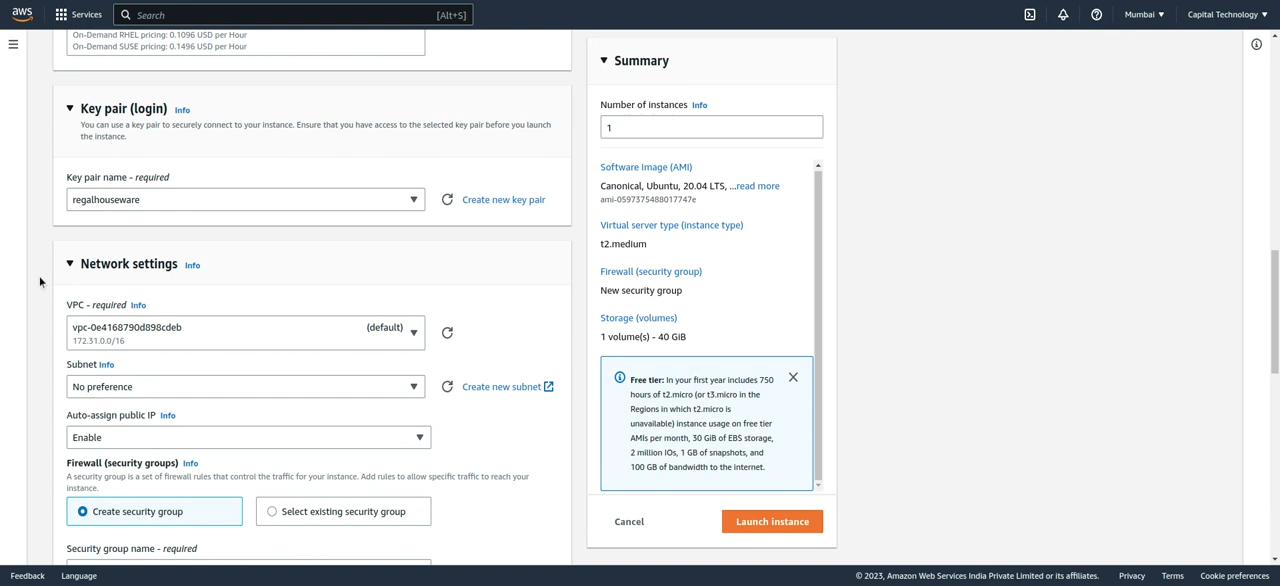 aws
Services
Search
[Alt+S]
Mumbai
Capital Technology
On-Demand RHEL pricing: 0.1096 USD per Hour
On-Demand SUSE pricing: 0.1496 USD per Hour
Key pair (login) Info
You can use a key pair to securely connect to your instance. Ensure that you have access to the selected key pair before you launch
the instance.
Key pair name - required
regalhouseware
Create new key pair
Network settings Info
VPC - required Info
vpc-0e4168790d898cdeb
(default)
172.31.0.0/16
Subnet Info
No preference
Create new subnet
Auto-assign public IP Info
Enable
Firewall (security groups) Info
A security group is a set of firewall rules that control the traffic for your instance. Add rules to allow specific traffic to reach your
instance.
Create security group
Select existing security group
Security group name - required
Summary
Number of instances Info
1
Software Image (AMI)
Canonical, Ubuntu, 20.04 LTS, ...read more
ami-0597375488017747e
Virtual server type (instance type)
t2.medium
Firewall (security group)
New security group
Storage (volumes)
1 volume(s) - 40 GiB
Free tier: In your first year includes 750
hours of t2.micro (or t3.micro in the
Regions in which t2.micro is
unavailable) instance usage on free tier
AMIs per month, 30 GiB of EBS storage,
2 million IOs, 1 GB of snapshots, and
100 GB of bandwidth to the internet.
Cancel
Launch instance
Feedback
Language
© 2023, Amazon Web Services India Private Limited or its affiliates.
Privacy
Terms
Cookie preferences